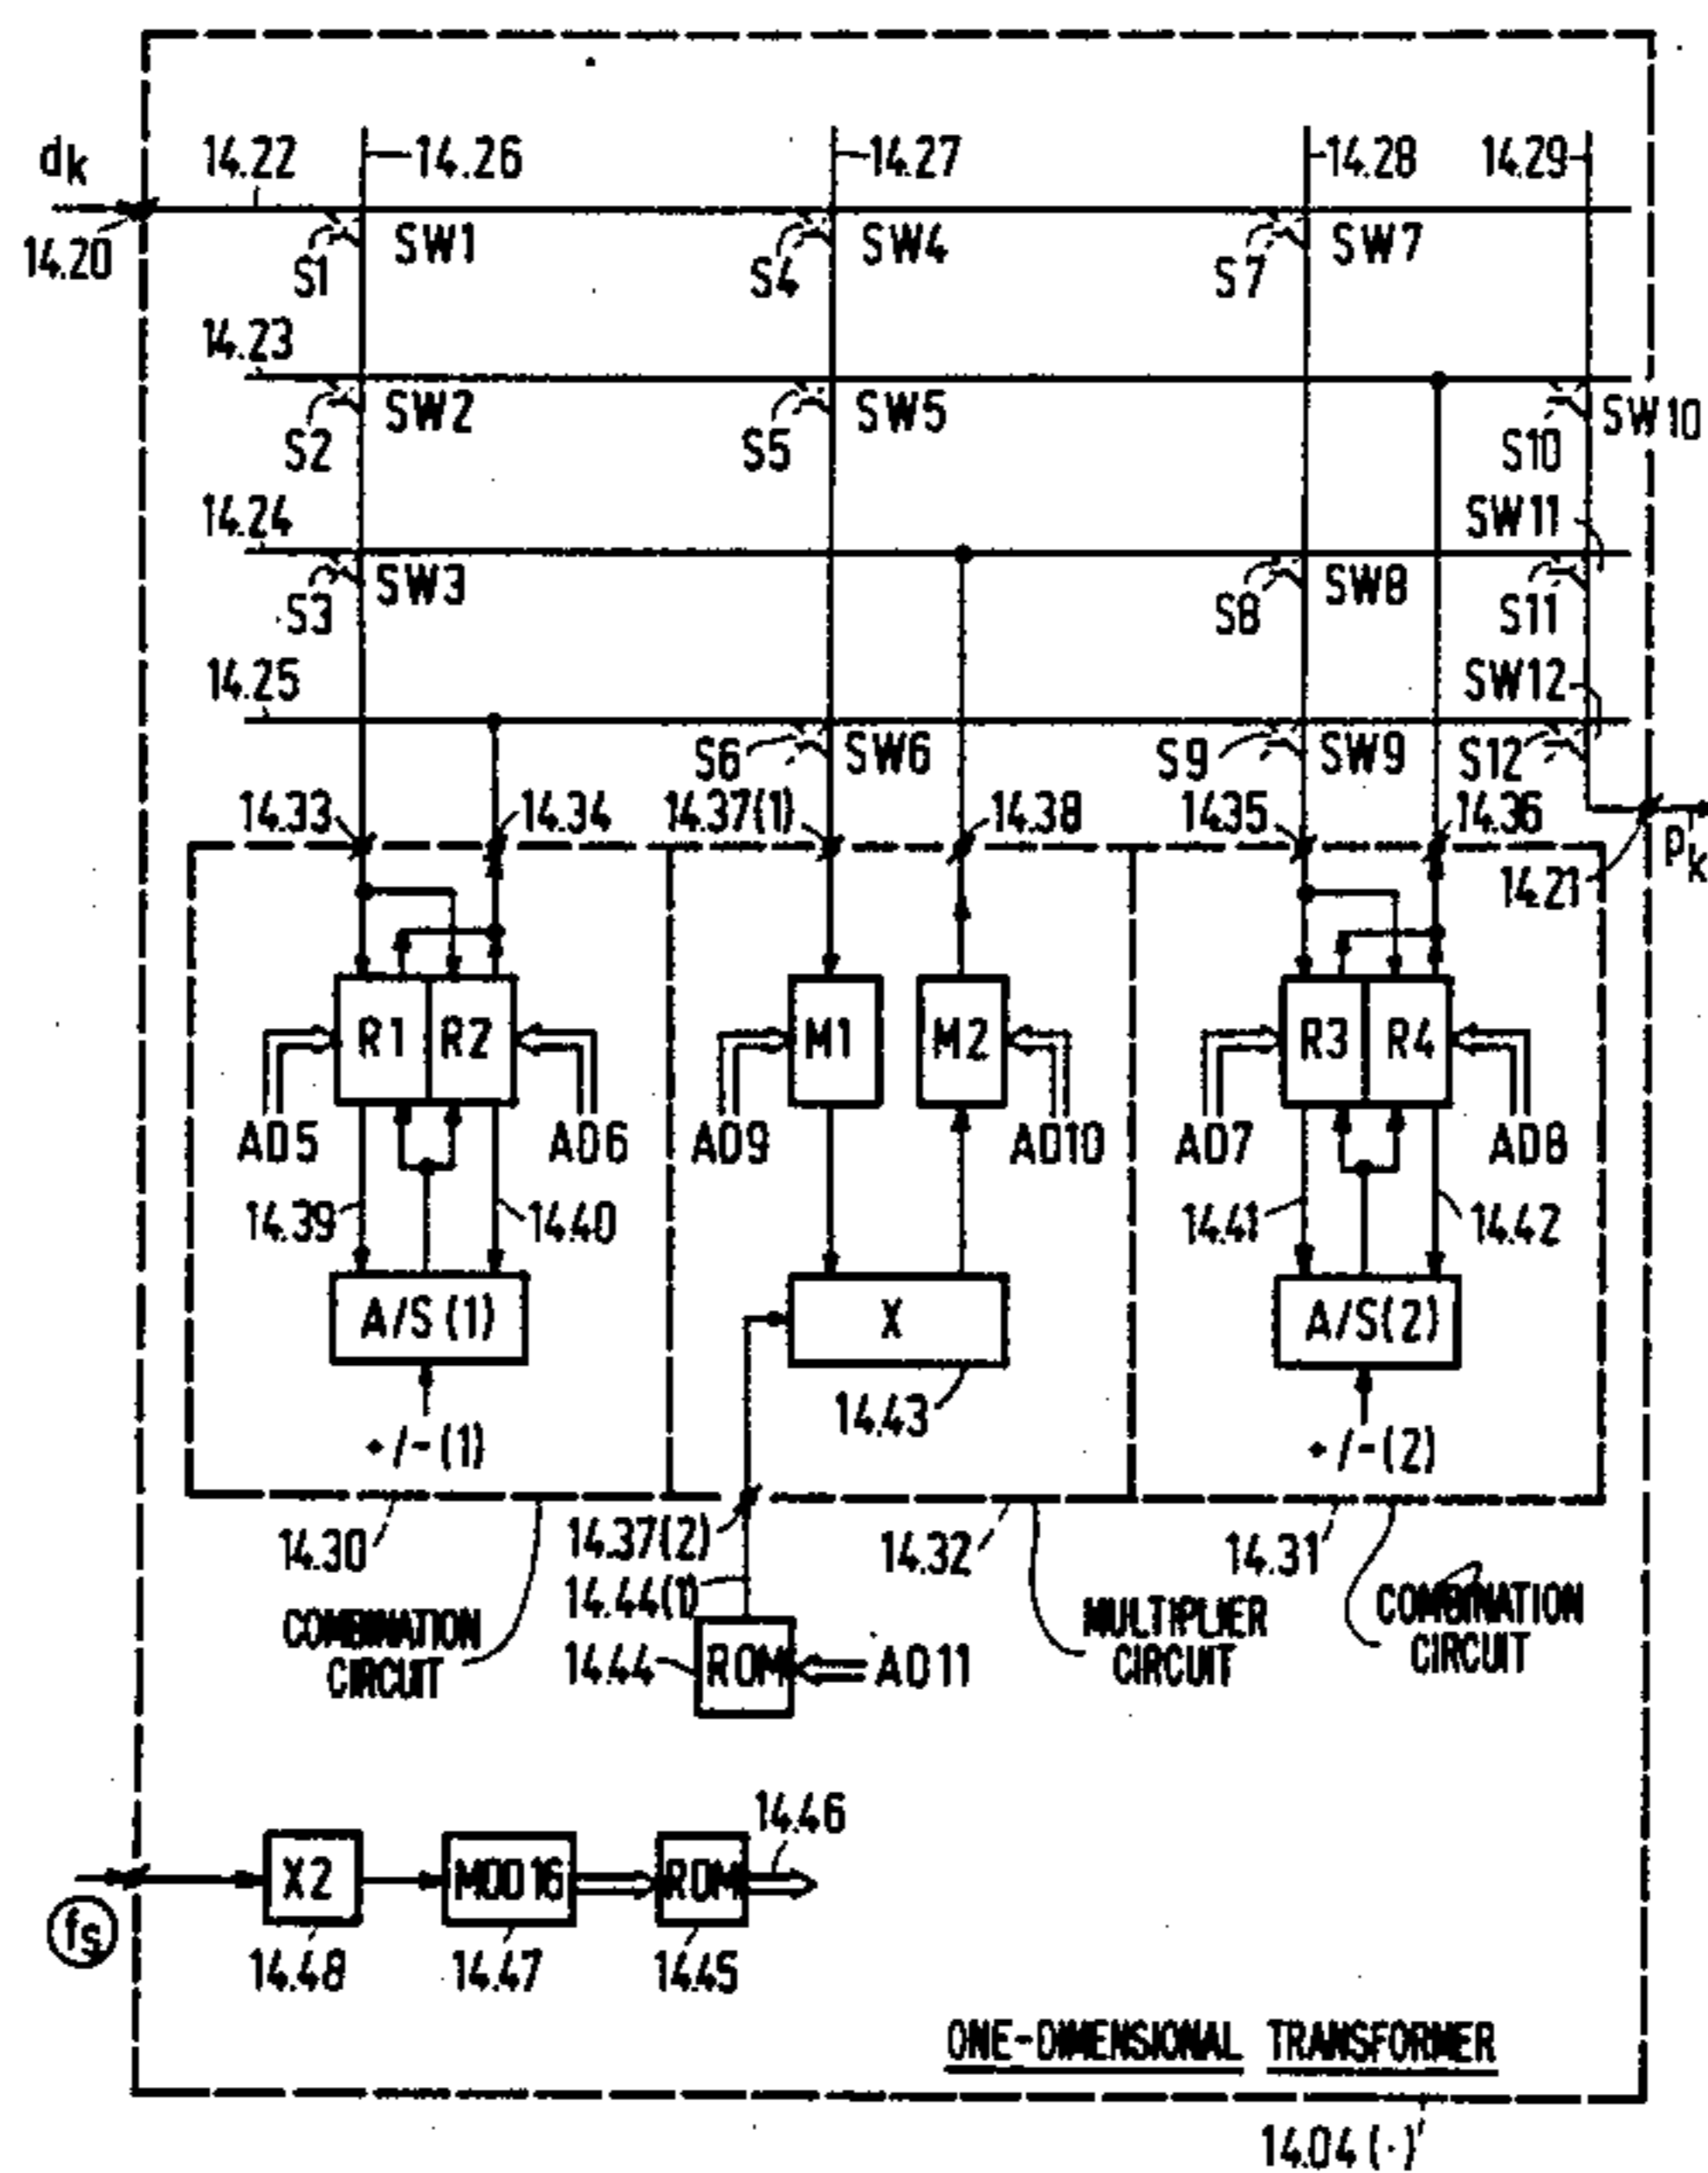 dk
14.22
14.26
14.27
14.28
14.29
14.20
S1
SW1
S4
SW4
S7
SW7
14.23
S2
SW2
S5
SW5
S10
SW10
14.24
SW11
S3
SW3
S8
SW8
S11
14.25
SW12
S6
SW6
S9
SW9
S12
14.33
14.34
14.37(1)
14.38
14.35
14.36
14.21
p'k
R1
R2
M1
M2
R3
R4
AD5
AD6
AD9
AD10
AD7
AD8
14.39
14.40
14.41
14.42
A/S(1)
X
A/S(2)
14.43
+/-(1)
+/-(2)
14.30
14.37(2)
14.32
14.31
14.44(1)
COMBINATION
CIRCUIT
MULTIPLIER
CIRCUIT
COMBINATION
CIRCUIT
14.44
ROM
AD11
14.46
X2
MOD16
ROM
fs
14.48
14.47
14.45
ONE-DIMENSIONAL TRANSFORMER
14.04(·)